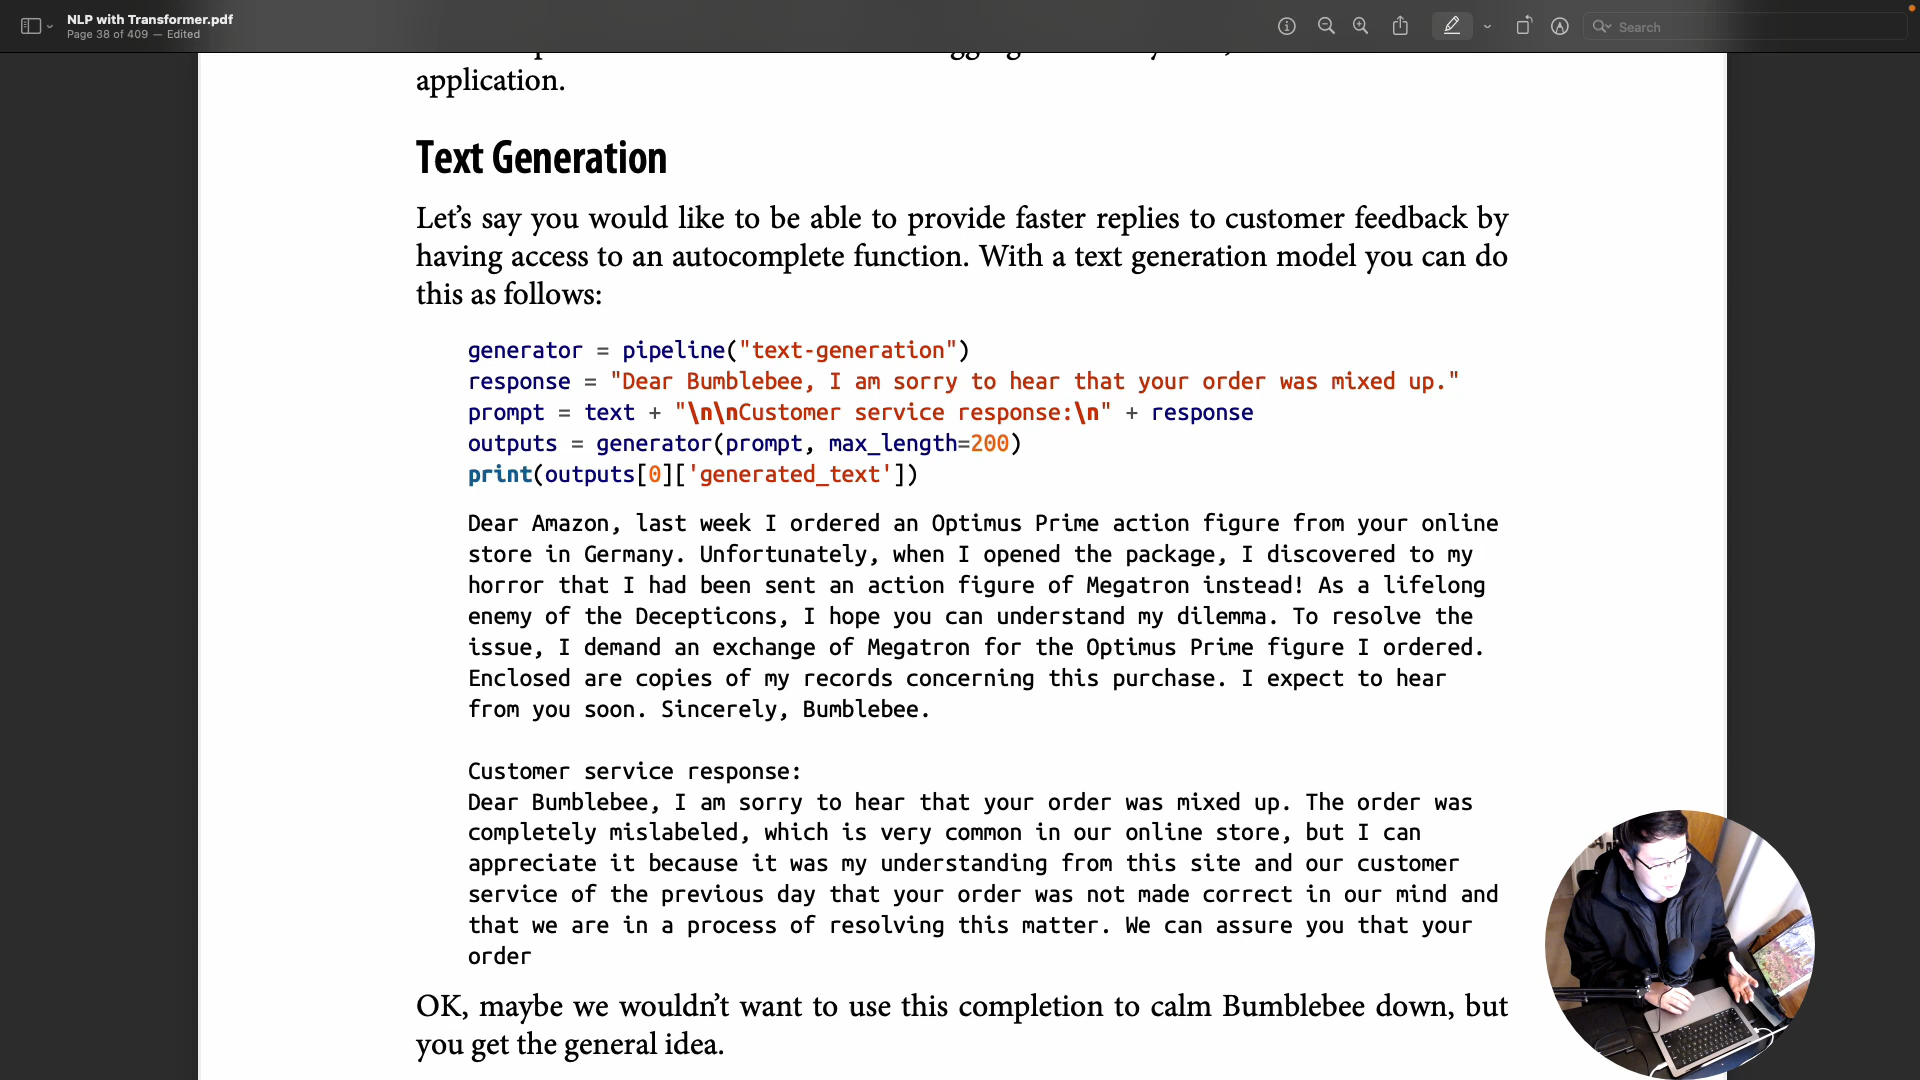 NLP with Transformer.pdf
Page 38 of 409 — Edited
Search
application.
Text Generation
Let’s say you would like to be able to provide faster replies to customer feedback by
having access to an autocomplete function. With a text generation model you can do
this as follows:
generator = pipeline("text-generation")
response = "Dear Bumblebee, I am sorry to hear that your order was mixed up."
prompt = text + "\n\nCustomer service response:\n" + response
outputs = generator(prompt, max_length=200)
print(outputs[0]['generated_text'])
Dear Amazon, last week I ordered an Optimus Prime action figure from your online
store in Germany. Unfortunately, when I opened the package, I discovered to my
horror that I had been sent an action figure of Megatron instead! As a lifelong
enemy of the Decepticons, I hope you can understand my dilemma. To resolve the
issue, I demand an exchange of Megatron for the Optimus Prime figure I ordered.
Enclosed are copies of my records concerning this purchase. I expect to hear
from you soon. Sincerely, Bumblebee.
Customer service response:
Dear Bumblebee, I am sorry to hear that your order was mixed up. The order was
completely mislabeled, which is very common in our online store, but I can
appreciate it because it was my understanding from this site and our customer
service of the previous day that your order was not made correct in our mind and
that we are in a process of resolving this matter. We can assure you that your
order
OK, maybe we wouldn’t want to use this completion to calm Bumblebee down, but
you get the general idea.